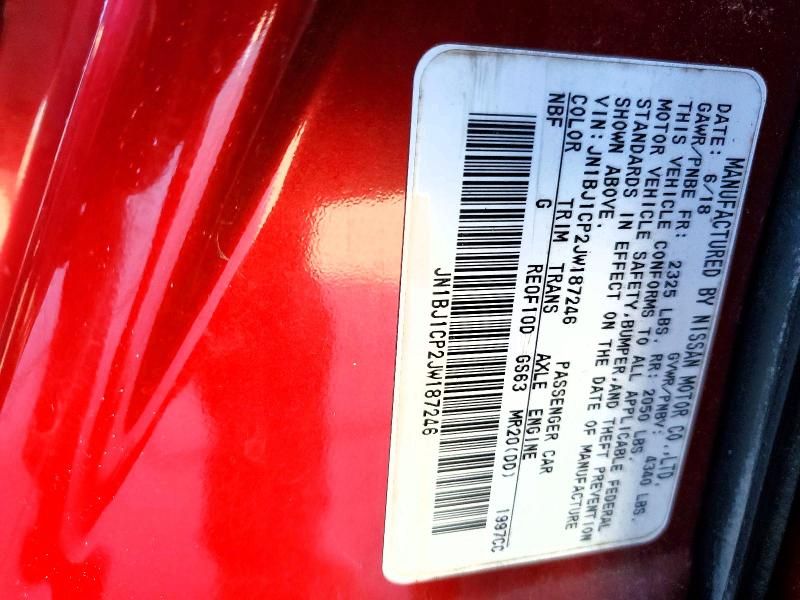 MANUFACTURED BY NISSAN MOTOR CO.,LTD.
DATE: 6/18 GVWR/PNBV: 4340 LBS.
GAWR/PNBE FR: 2325 LBS. RR: 2050 LBS.
THIS VEHICLE CONFORMS TO ALL APPLICABLE FEDERAL
MOTOR VEHICLE SAFETY,BUMPER,AND THEFT PREVENTION
STANDARDS IN EFFECT ON THE DATE OF MANUFACTURE
SHOWN ABOVE.
VIN:JN1BJ1CP2JW187246 PASSENGER CAR
COLOR TRIM TRANS AXLE ENGINE
NBF G RE0F10D GS63 MR20(DD) 1997CC
JN1BJ1CP2JW187246